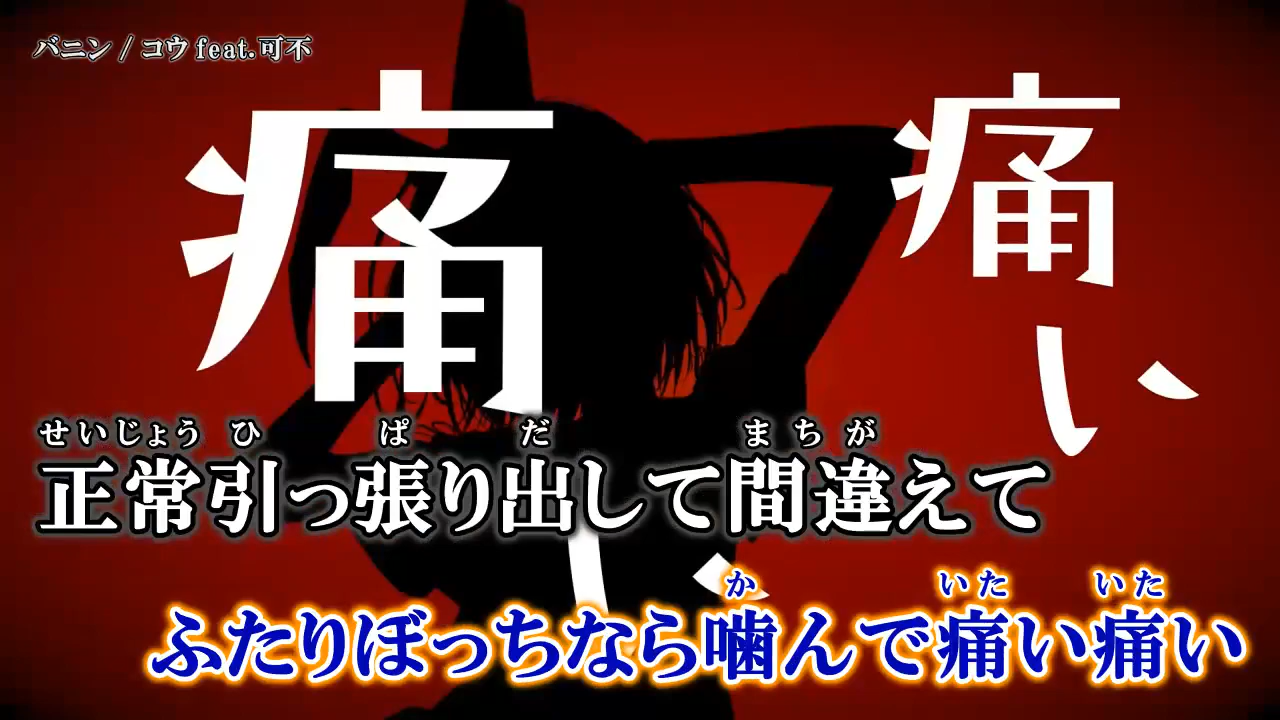 バニン / コウ feat.可不
痛い
痛い
せいじょう ひ ぱ だ まちが
正常引っ張り出して間違えて
か いた いた
ふたりぼっちなら噛んで痛い痛い